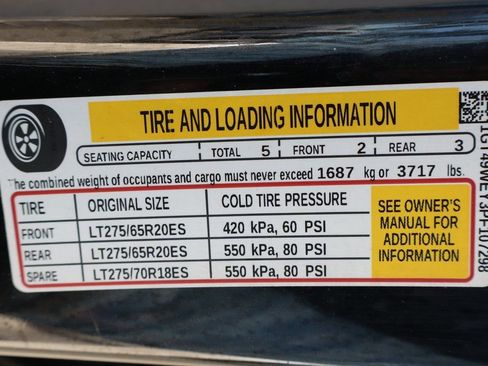 TIRE AND LOADING INFORMATION
SEATING CAPACITY TOTAL 5 FRONT 2 REAR 3
The combined weight of occupants and cargo must never exceed 1687 kg or 3717 lbs.
TIRE ORIGINAL SIZE COLD TIRE PRESSURE
FRONT LT275/65R20ES 420 kPa, 60 PSI
REAR LT275/65R20ES 550 kPa, 80 PSI
SPARE LT275/70R18ES 550 kPa, 80 PSI
SEE OWNER'S
MANUAL FOR
ADDITIONAL
INFORMATION
1GT49WEY3PF107298